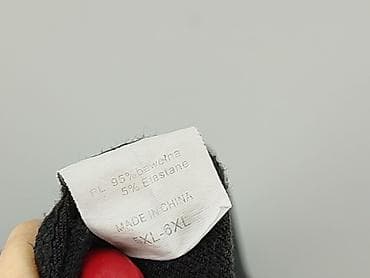 PL 95% bawełna
5% Elastane
MADE IN CHINA
5XL-6XL